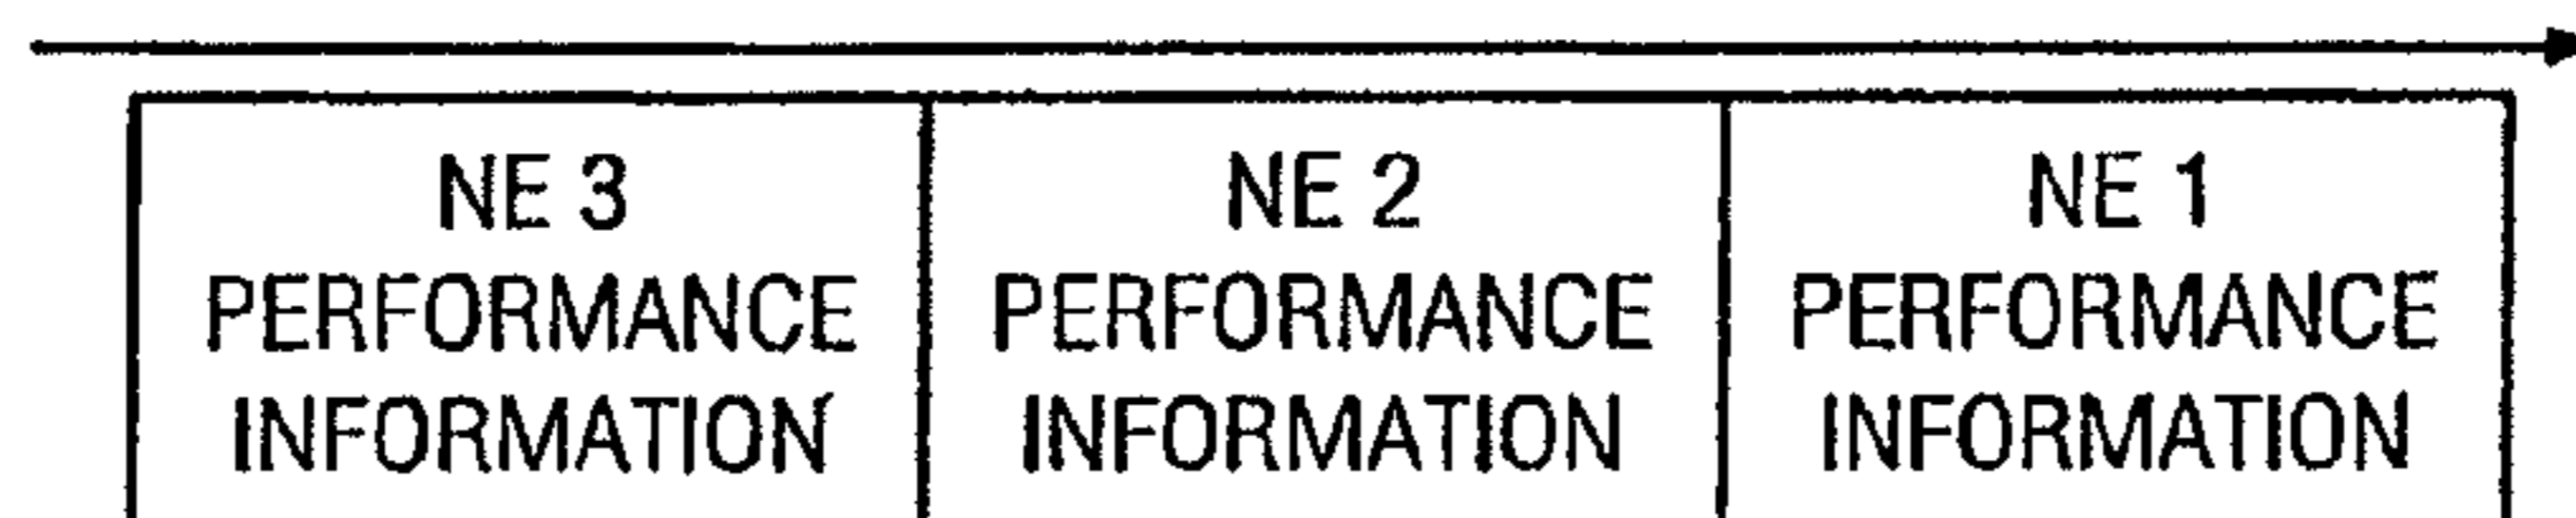 NE 3
PERFORMANCE
INFORMATION
NE 2
PERFORMANCE
INFORMATION
NE 1
PERFORMANCE
INFORMATION